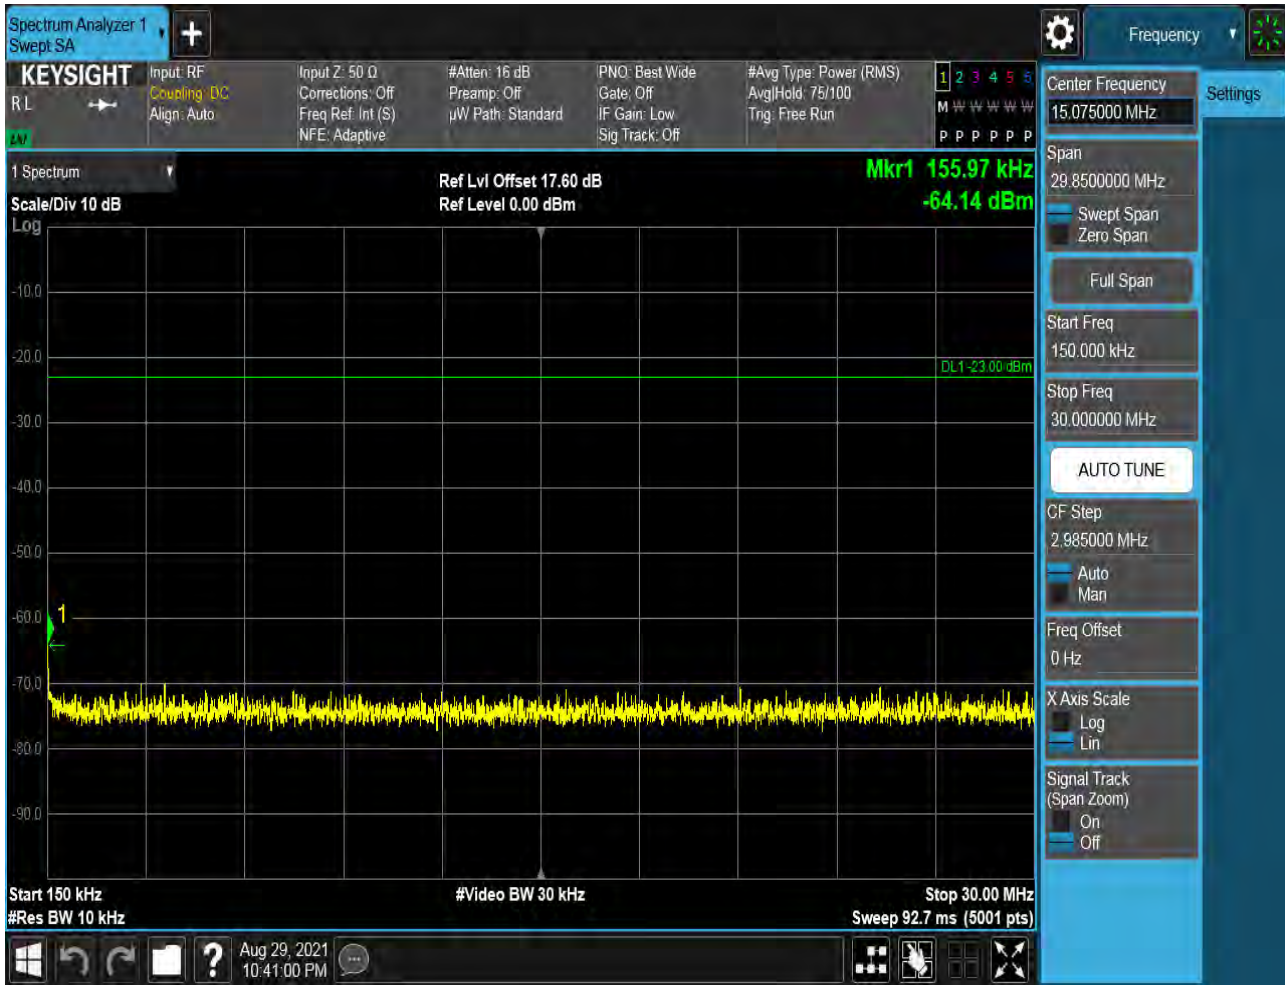 Spectrum Analyzer 1
Swept SA
Frequency
KEYSIGHT
R L
LXI
Input: RF
Coupling: DC
Align: Auto
Input Z: 50 Ω
Corrections: Off
Freq Ref: Int (S)
NFE: Adaptive
#Atten: 16 dB
Preamp: Off
µW Path: Standard
PNO: Best Wide
Gate: Off
IF Gain: Low
Sig Track: Off
#Avg Type: Power (RMS)
Avg|Hold: 75/100
Trig: Free Run
1 2 3 4 5 6
M W W W W W
P P P P P P
1 Spectrum
Scale/Div 10 dB
Log
Ref Lvl Offset 17.60 dB
Ref Level 0.00 dBm
Mkr1 155.97 kHz
-64.14 dBm
-10.0
-20.0
DL1 -23.00 dBm
-30.0
-40.0
-50.0
-60.0
1
-70.0
-80.0
-90.0
Start 150 kHz
#Video BW 30 kHz
Stop 30.00 MHz
#Res BW 10 kHz
Sweep 92.7 ms (5001 pts)
?
Aug 29, 2021
10:41:00 PM
Center Frequency
15.075000 MHz
Settings
Span
29.8500000 MHz
Swept Span
Zero Span
Full Span
Start Freq
150.000 kHz
Stop Freq
30.000000 MHz
AUTO TUNE
CF Step
2.985000 MHz
Auto
Man
Freq Offset
0 Hz
X Axis Scale
Log
Lin
Signal Track
(Span Zoom)
On
Off